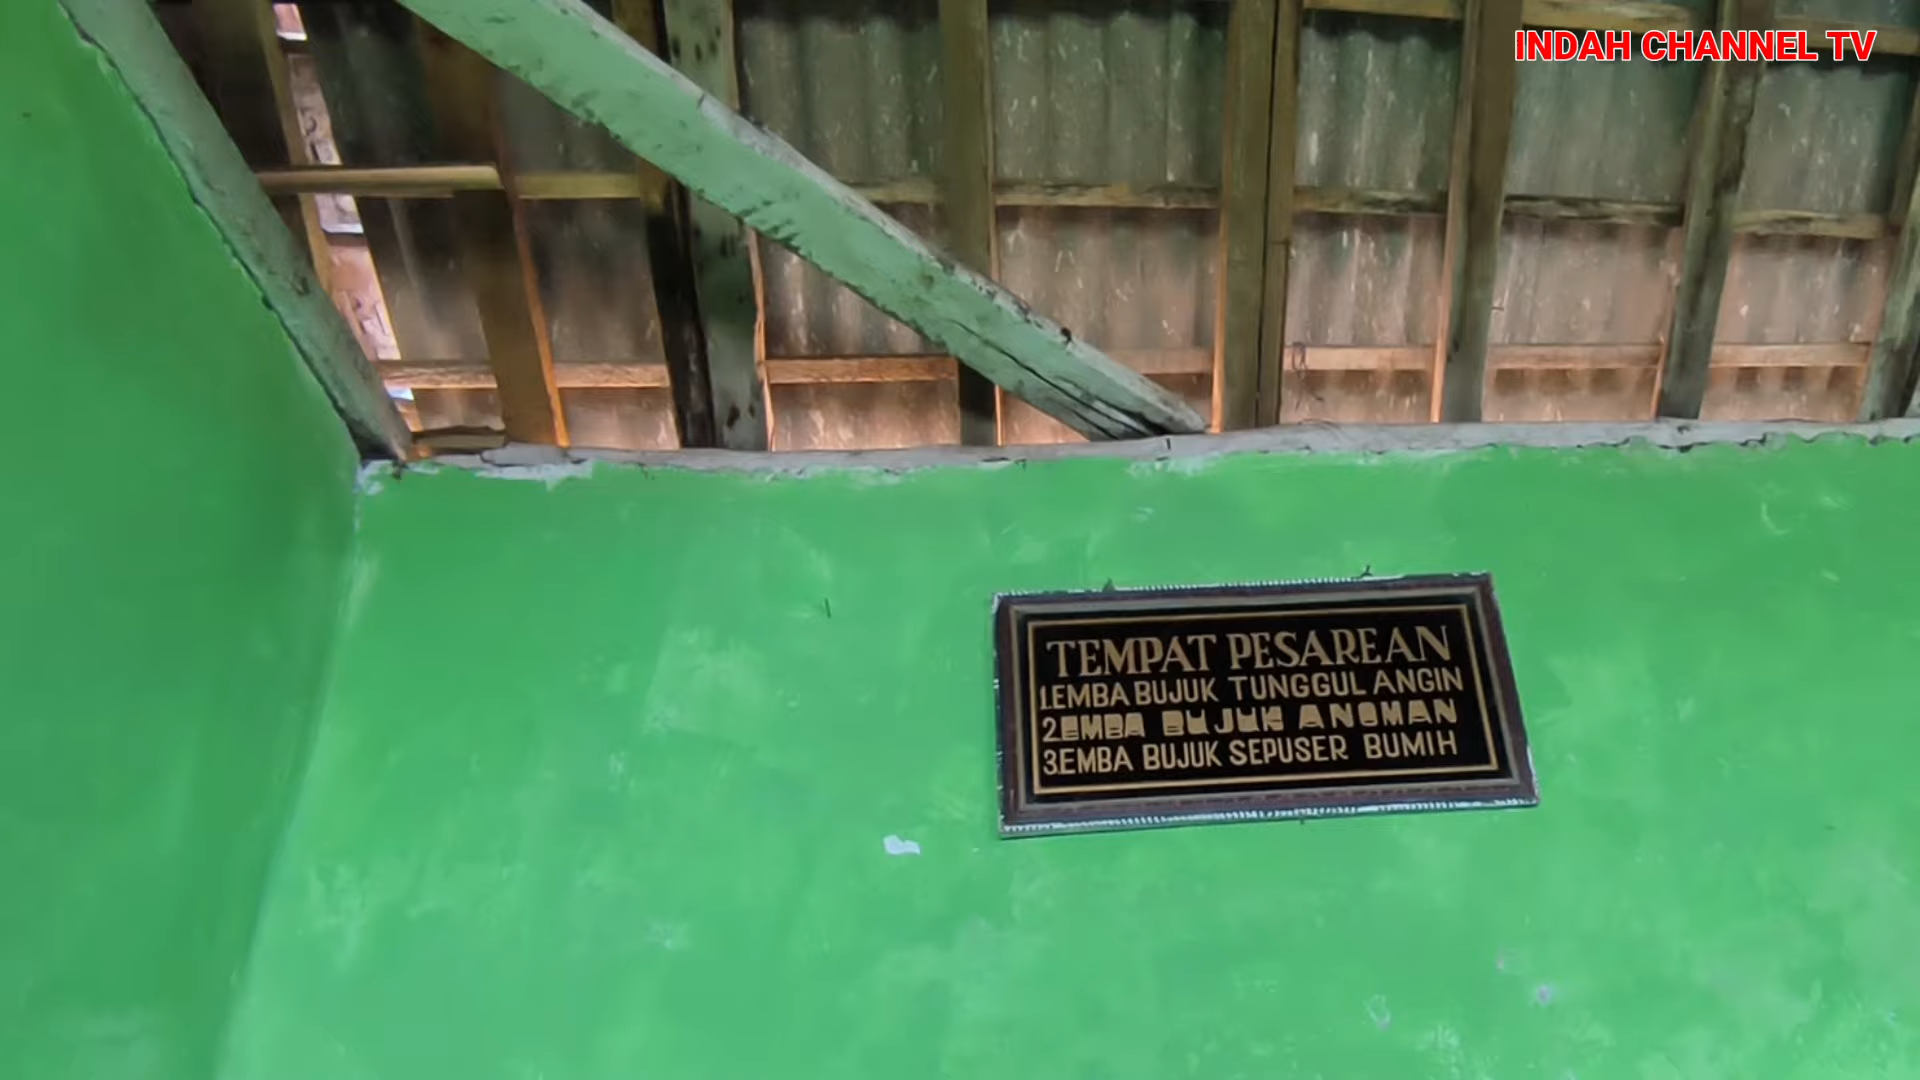 INDAH CHANNEL TV
TEMPAT PESAREAN
1.EMBA BUJUK TUNGGUL ANGIN
2.EMBA BUJUK ANOMAN
3.EMBA BUJUK SEPUSER BUMIH